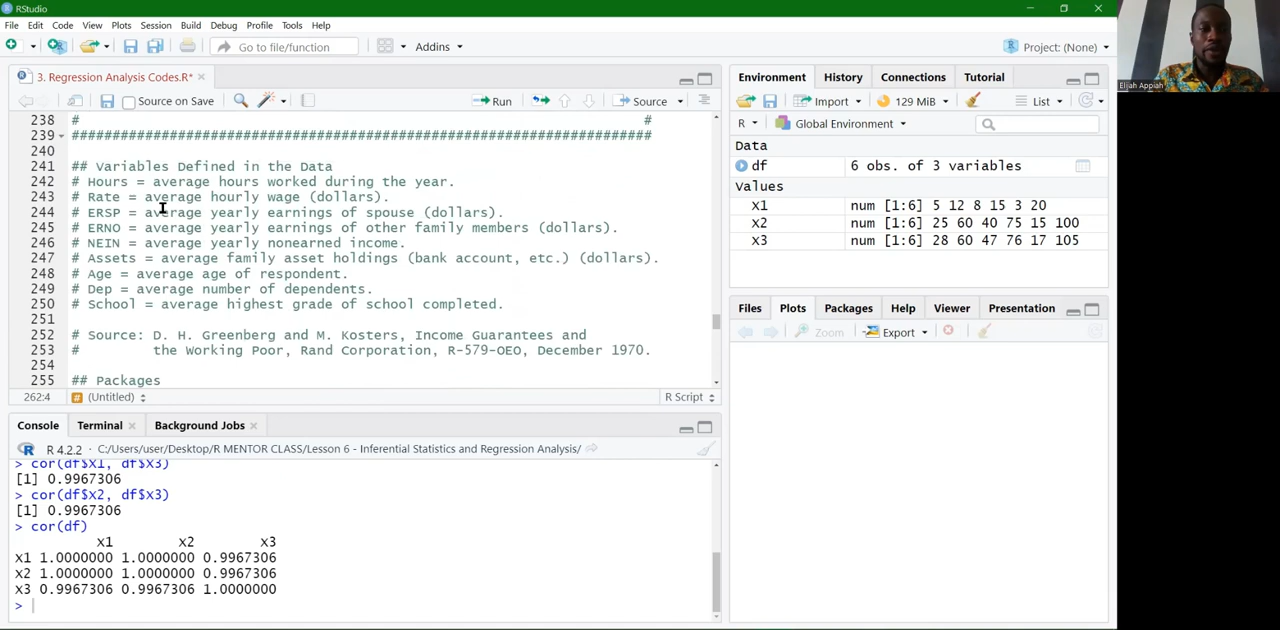 RStudio
File Edit Code View Plots Session Build Debug Profile Tools Help
Go to file/function Addins Project: (None)
3. Regression Analysis Codes.R*
Source on Save Run Source
238 # #
239 #######################################################################
240
241 ## Variables Defined in the Data
242 # Hours = average hours worked during the year.
243 # Rate = average hourly wage (dollars).
244 # ERSP = average yearly earnings of spouse (dollars).
245 # ERNO = average yearly earnings of other family members (dollars).
246 # NEIN = average yearly nonearned income.
247 # Assets = average family asset holdings (bank account, etc.) (dollars).
248 # Age = average age of respondent.
249 # Dep = average number of dependents.
250 # School = average highest grade of school completed.
251
252 # Source: D. H. Greenberg and M. Kosters, Income Guarantees and
253 # the Working Poor, Rand Corporation, R-579-OEO, December 1970.
254
255 ## Packages
262:4 # (Untitled) R Script
Console Terminal Background Jobs
R R 4.2.2 · C:/Users/user/Desktop/R MENTOR CLASS/Lesson 6 - Inferential Statistics and Regression Analysis/
> cor(df$x1, df$x3)
[1] 0.9967306
> cor(df$x2, df$x3)
[1] 0.9967306
> cor(df)
x1 x2 x3
x1 1.0000000 1.0000000 0.9967306
x2 1.0000000 1.0000000 0.9967306
x3 0.9967306 0.9967306 1.0000000
>
Environment History Connections Tutorial
Import 129 MiB List
R Global Environment
Data
df 6 obs. of 3 variables
Values
x1 num [1:6] 5 12 8 15 3 20
x2 num [1:6] 25 60 40 75 15 100
x3 num [1:6] 28 60 47 76 17 105
Files Plots Packages Help Viewer Presentation
Zoom Export
Elijah Appiah